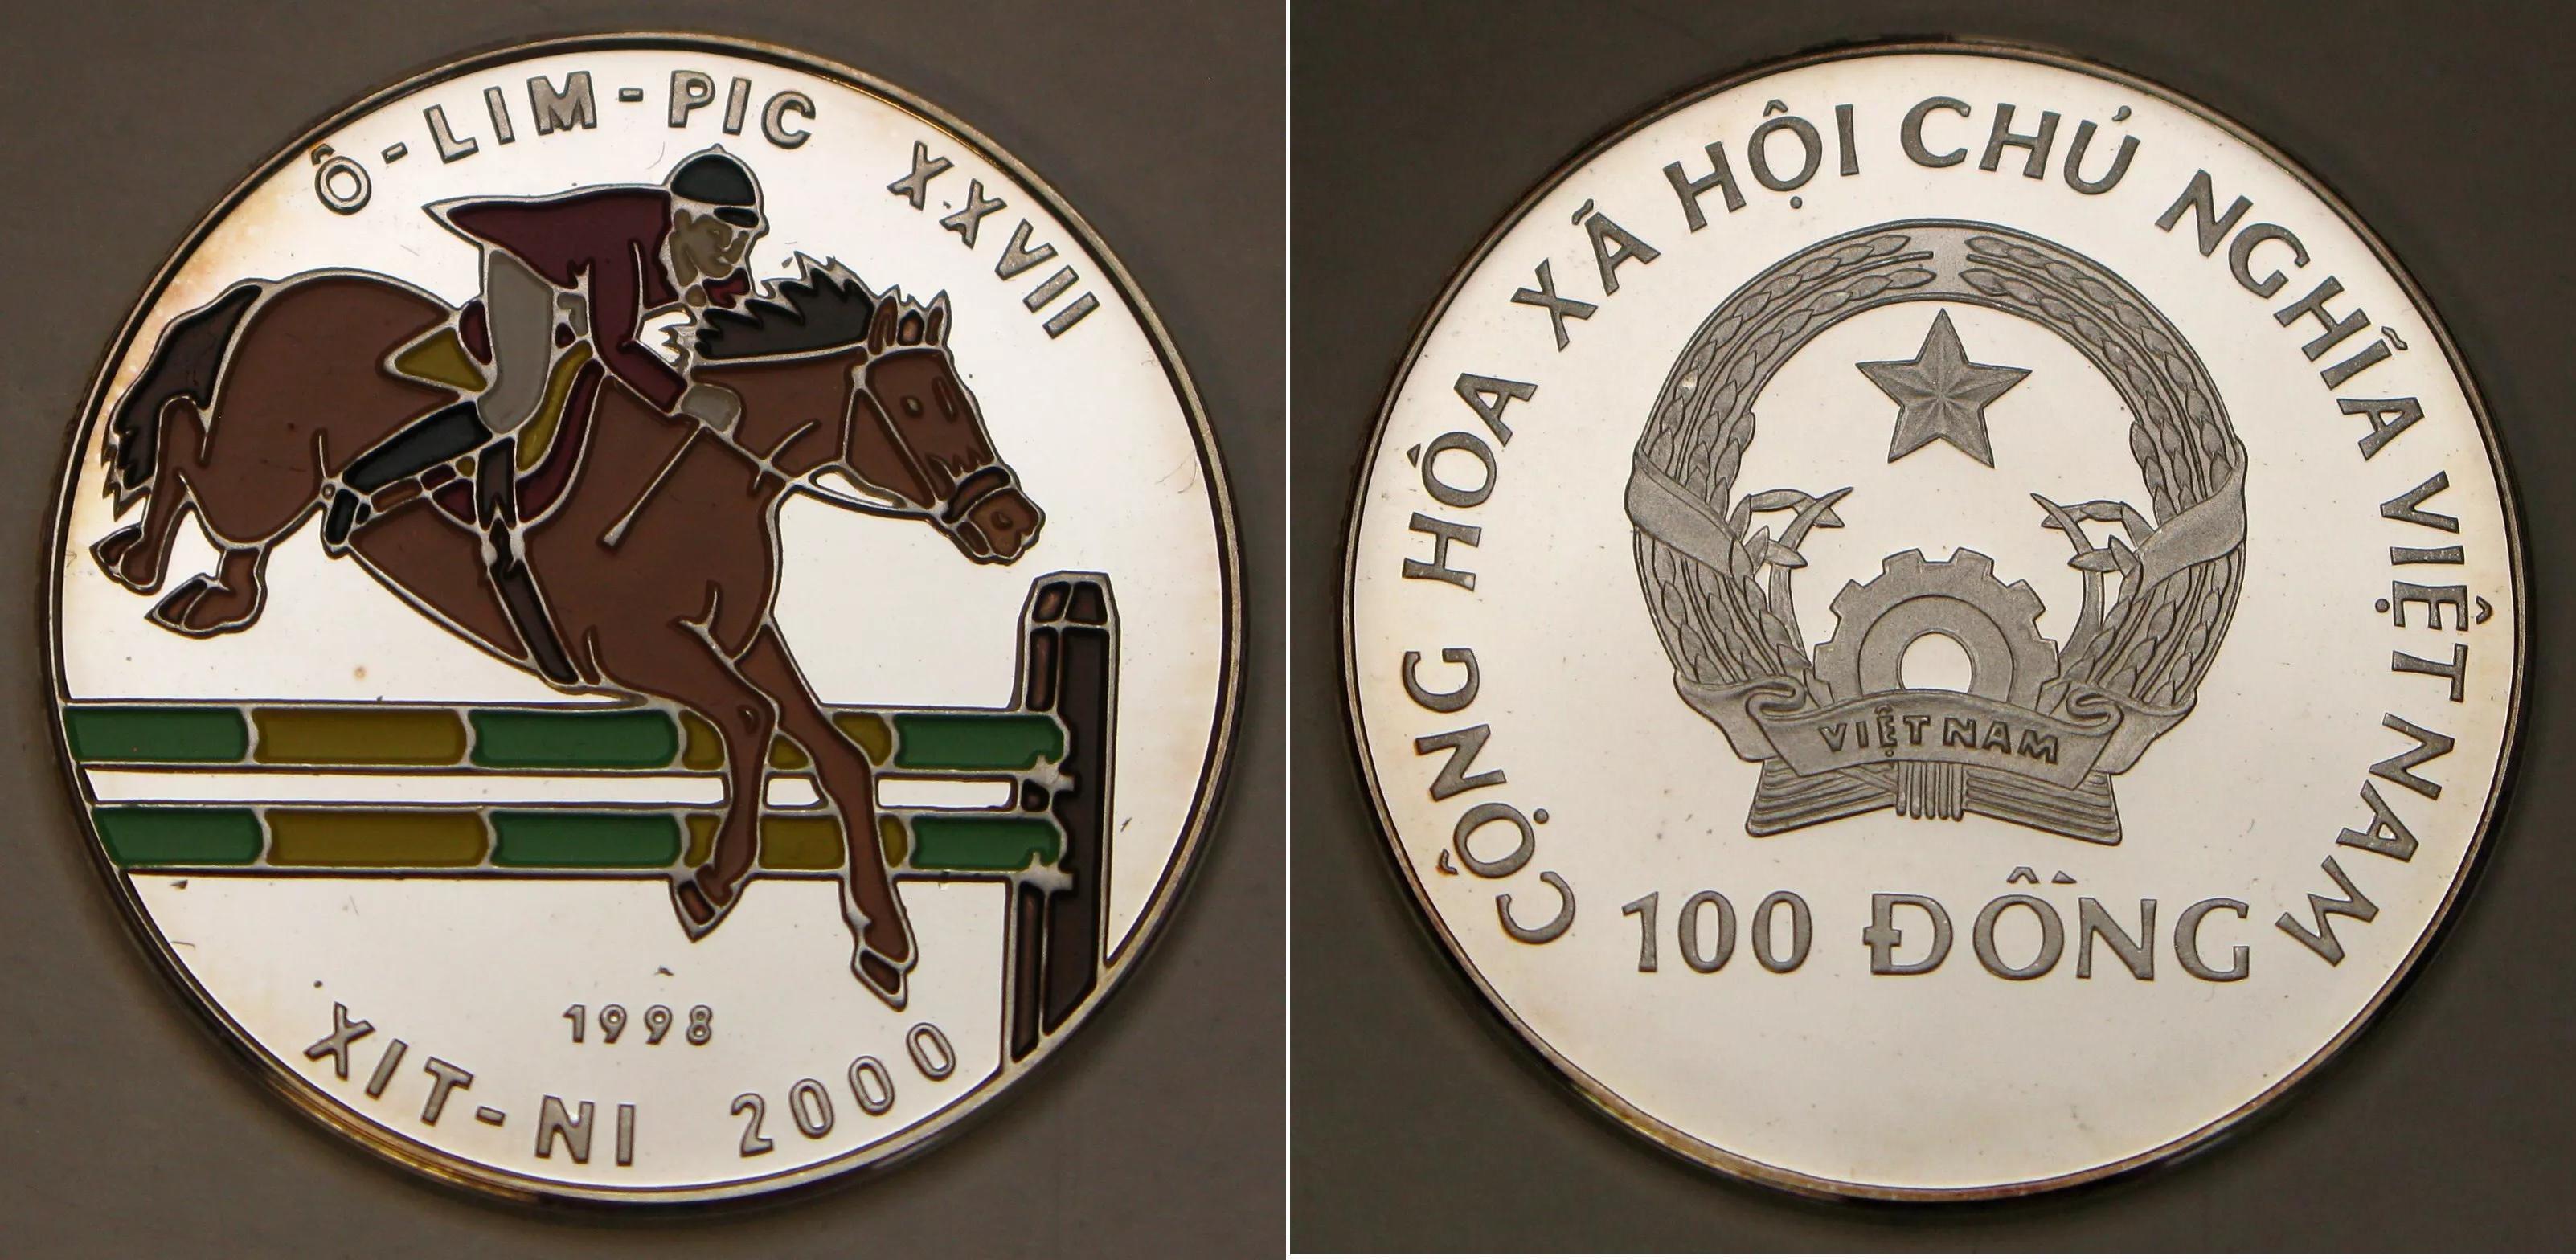 Ô-LIM-PIC XXVII
1998
XIT-NI 2000
CỘNG HÒA XÃ HỘI CHỦ NGHĨA VIỆT NAM
VIỆT NAM
100 ĐỒNG